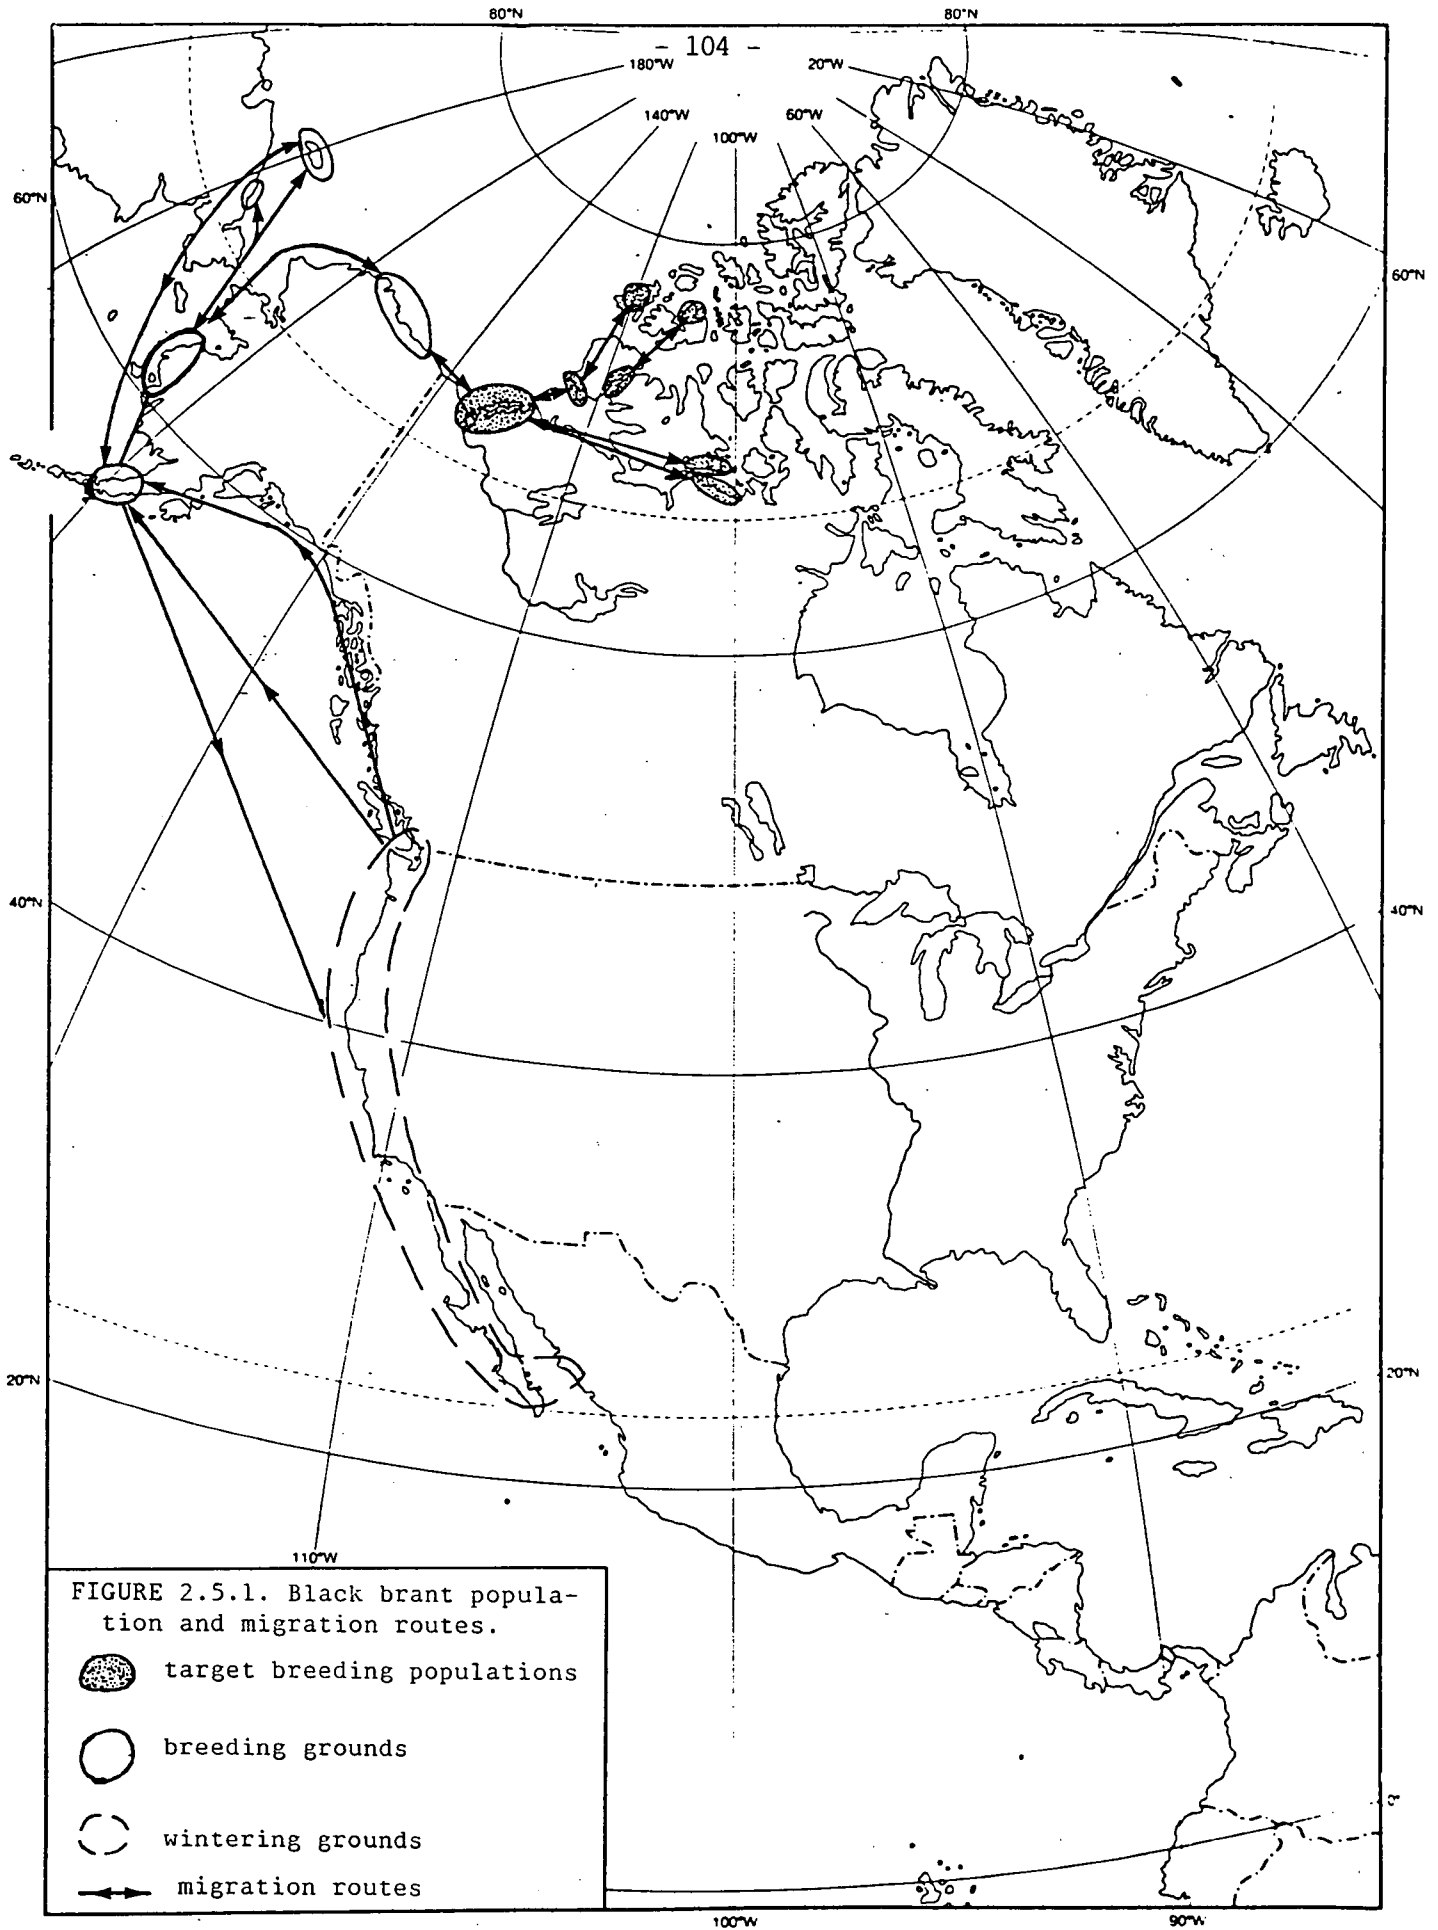 80°N 80°N
- 104 -
180°W 20°W
140°W 60°W
100°W
60°N
60°N
40°N
40°N
20°N
20°N
110°W
FIGURE 2.5.1. Black brant popula-
tion and migration routes.
target breeding populations
breeding grounds
wintering grounds
migration routes
100°W 90°W